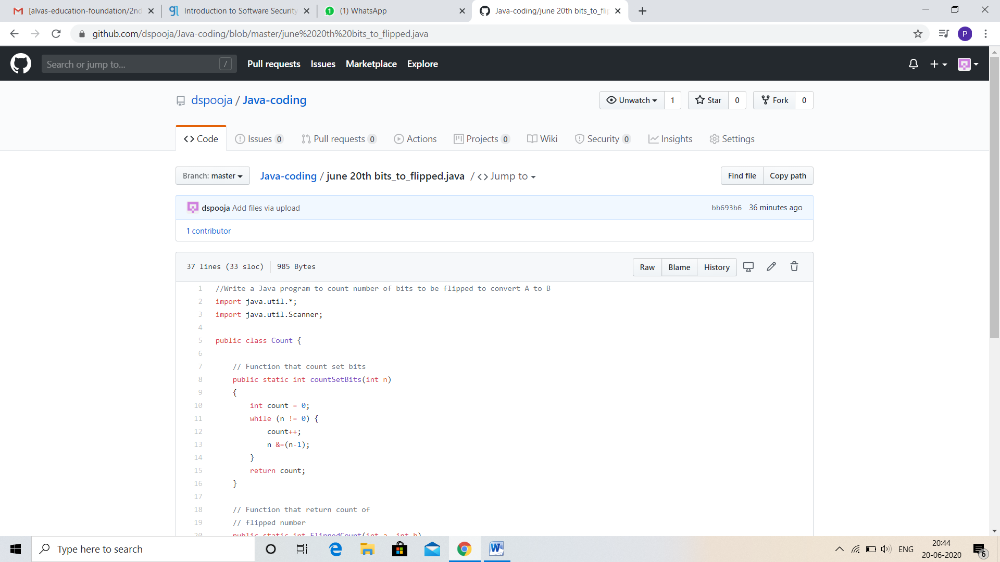 [alvas-education-foundation/2nd
Introduction to Software Security
(1) WhatsApp
Java-coding/june 20th bits_to_flip
github.com/dspooja/Java-coding/blob/master/june%2020th%20bits_to_flipped.java
P
Search or jump to...
/
Pull requests
Issues
Marketplace
Explore
dspooja / Java-coding
Unwatch 1
Star 0
Fork 0
Code
Issues 0
Pull requests 0
Actions
Projects 0
Wiki
Security 0
Insights
Settings
Branch: master
Java-coding / june 20th bits_to_flipped.java / <> Jump to
Find file
Copy path
dspooja Add files via upload
bb693b6 36 minutes ago
1 contributor
37 lines (33 sloc) 985 Bytes
Raw
Blame
History
1 //Write a Java program to count number of bits to be flipped to convert A to B
2 import java.util.*;
3 import java.util.Scanner;
4
5 public class Count {
6
7 // Function that count set bits
8 public static int countSetBits(int n)
9 {
10 int count = 0;
11 while (n != 0) {
12 count++;
13 n &=(n-1);
14 }
15 return count;
16 }
17
18 // Function that return count of
19 // flipped number
20 public static int FlippedCount(int a, int b)
Type here to search
ENG
20:44
20-06-2020
6